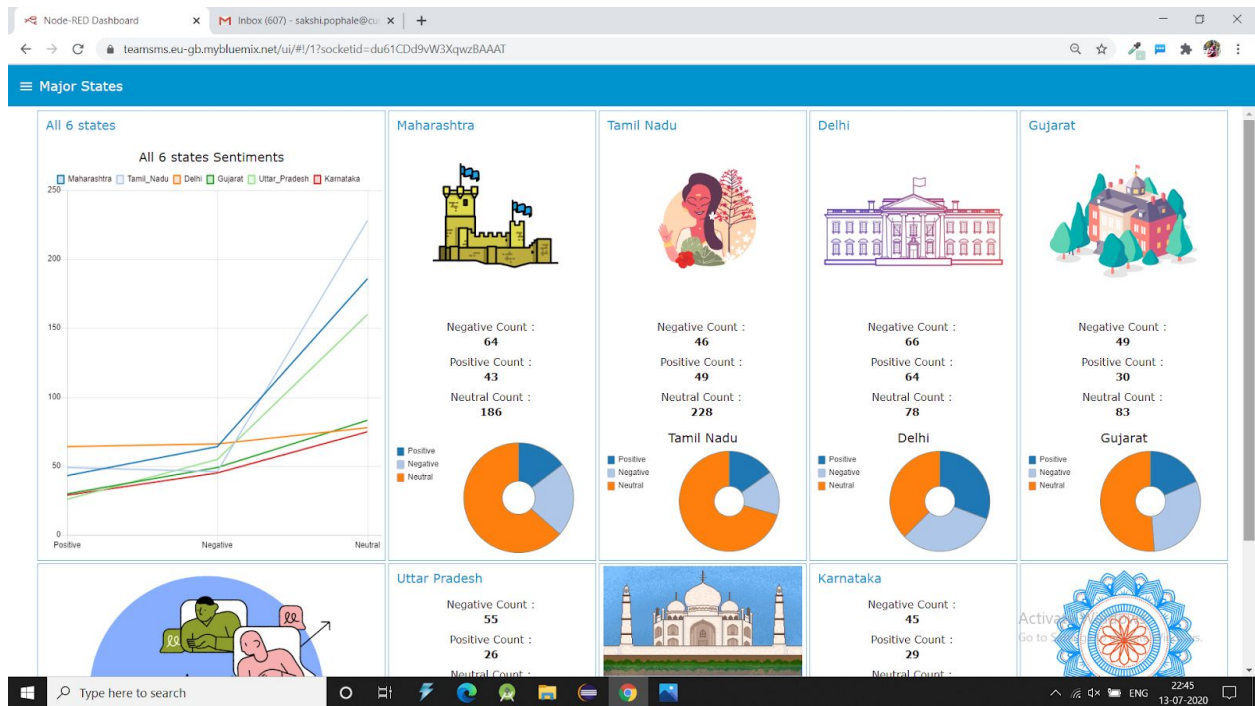 Node-RED Dashboard
Inbox (607) - sakshi.pophale@cu
teamsms.eu-gb.mybluemix.net/ui/#!/1?socketid=du61CDd9vW3XqwzBAAAT
Major States
All 6 states
All 6 states Sentiments
Maharashtra Tamil_Nadu Delhi Gujarat Uttar_Pradesh Karnataka
250
200
150
100
50
0
Positive Negative Neutral
Maharashtra
Negative Count :
64
Positive Count :
43
Neutral Count :
186
Positive
Negative
Neutral
Tamil Nadu
Negative Count :
46
Positive Count :
49
Neutral Count :
228
Tamil Nadu
Positive
Negative
Neutral
Delhi
Negative Count :
66
Positive Count :
64
Neutral Count :
78
Delhi
Positive
Negative
Neutral
Gujarat
Negative Count :
49
Positive Count :
30
Neutral Count :
83
Gujarat
Positive
Negative
Neutral
Uttar Pradesh
Negative Count :
55
Positive Count :
26
Neutral Count :
Karnataka
Negative Count :
45
Positive Count :
29
Neutral Count :
Go to
Type here to search
ENG
22:45
13-07-2020